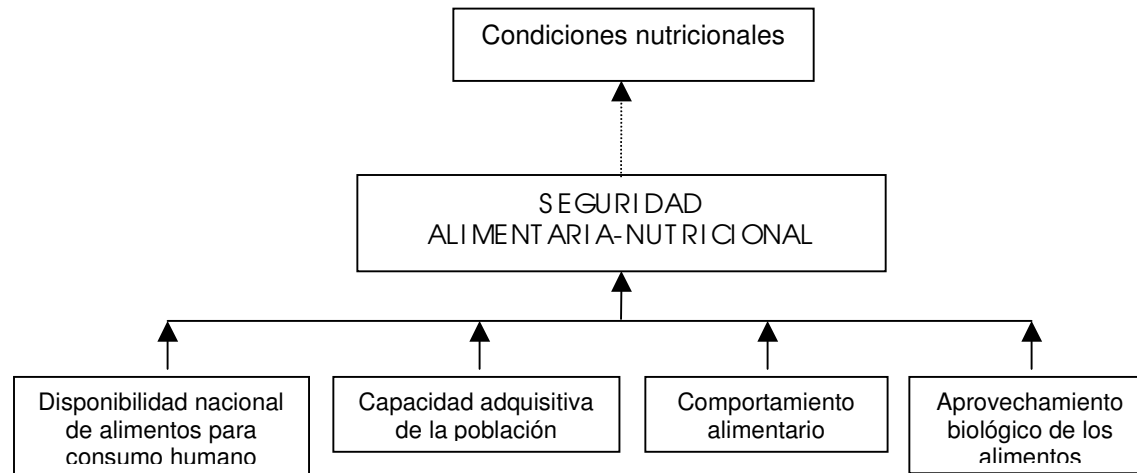 Condiciones nutricionales
SEGURIDAD
ALIMENTARIA-NUTRICIONAL
Disponibilidad nacional
de alimentos para
consumo humano
Capacidad adquisitiva
de la población
Comportamiento
alimentario
Aprovechamiento
biológico de los
alimentos